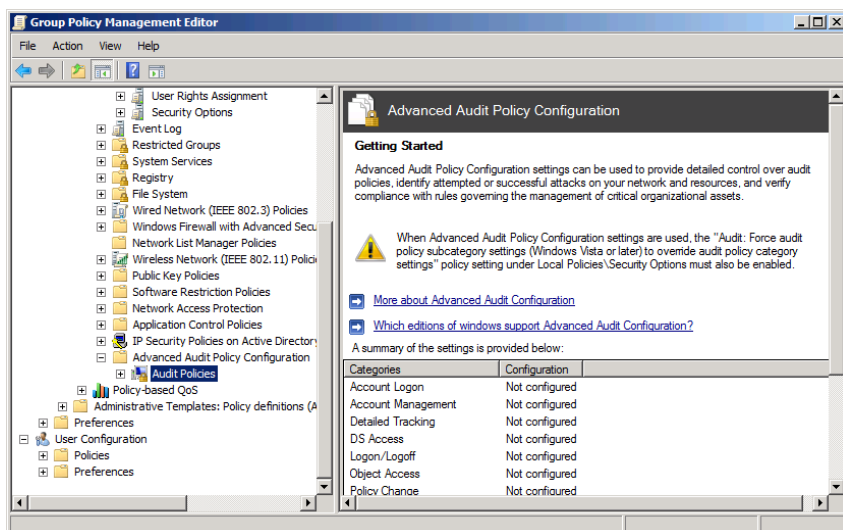 Group Policy Management Editor
File Action View Help
User Rights Assignment
Security Options
Event Log
Restricted Groups
System Services
Registry
File System
Wired Network (IEEE 802.3) Policies
Windows Firewall with Advanced Secu
Network List Manager Policies
Wireless Network (IEEE 802.11) Polici
Public Key Policies
Software Restriction Policies
Network Access Protection
Application Control Policies
IP Security Policies on Active Directory
Advanced Audit Policy Configuration
Audit Policies
Policy-based QoS
Administrative Templates: Policy definitions (A
Preferences
User Configuration
Policies
Preferences
Advanced Audit Policy Configuration
Getting Started
Advanced Audit Policy Configuration settings can be used to provide detailed control over audit
policies, identify attempted or successful attacks on your network and resources, and verify
compliance with rules governing the management of critical organizational assets.
When Advanced Audit Policy Configuration settings are used, the "Audit: Force audit
policy subcategory settings (Windows Vista or later) to override audit policy category
settings" policy setting under Local Policies\Security Options must also be enabled.
More about Advanced Audit Configuration
Which editions of windows support Advanced Audit Configuration?
A summary of the settings is provided below:
Categories Configuration
Account Logon Not configured
Account Management Not configured
Detailed Tracking Not configured
DS Access Not configured
Logon/Logoff Not configured
Object Access Not configured
Policy Change Not configured